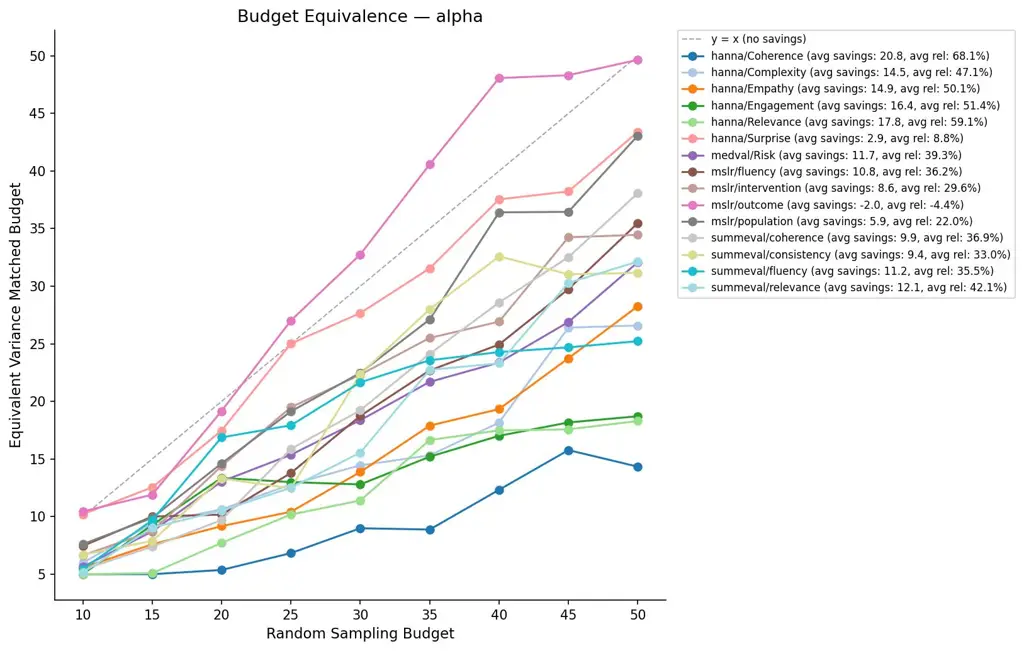 Budget Equivalence — alpha
50
45
40
35
30
25
20
15
10
5
Equivalent Variance Matched Budget
10 15 20 25 30 35 40 45 50
Random Sampling Budget
y = x (no savings)
hanna/Coherence (avg savings: 20.8, avg rel: 68.1%)
hanna/Complexity (avg savings: 14.5, avg rel: 47.1%)
hanna/Empathy (avg savings: 14.9, avg rel: 50.1%)
hanna/Engagement (avg savings: 16.4, avg rel: 51.4%)
hanna/Relevance (avg savings: 17.8, avg rel: 59.1%)
hanna/Surprise (avg savings: 2.9, avg rel: 8.8%)
medval/Risk (avg savings: 11.7, avg rel: 39.3%)
mslr/fluency (avg savings: 10.8, avg rel: 36.2%)
mslr/intervention (avg savings: 8.6, avg rel: 29.6%)
mslr/outcome (avg savings: -2.0, avg rel: -4.4%)
mslr/population (avg savings: 5.9, avg rel: 22.0%)
summeval/coherence (avg savings: 9.9, avg rel: 36.9%)
summeval/consistency (avg savings: 9.4, avg rel: 33.0%)
summeval/fluency (avg savings: 11.2, avg rel: 35.5%)
summeval/relevance (avg savings: 12.1, avg rel: 42.1%)